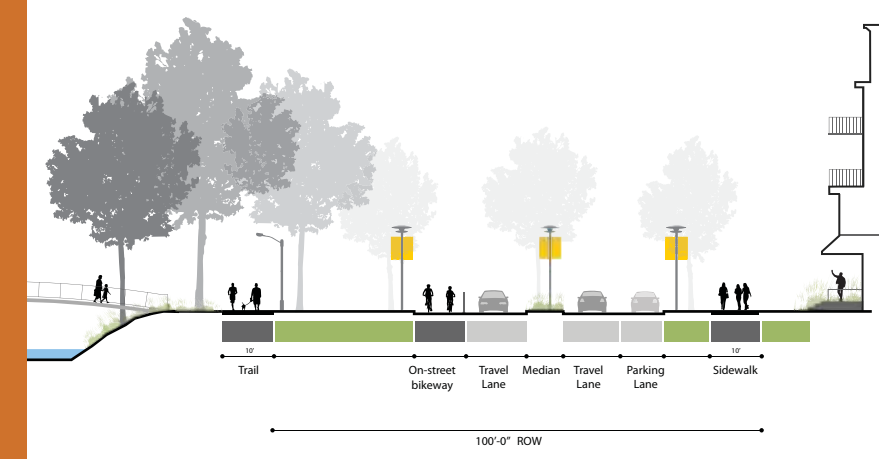 10'
10'
Trail
On-street
bikeway
Travel
Lane
Median
Travel
Lane
Parking
Lane
Sidewalk
100'-0" ROW